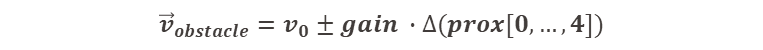 v⃗obstacle = v0 ± gain · Δ(prox[0, … , 4])